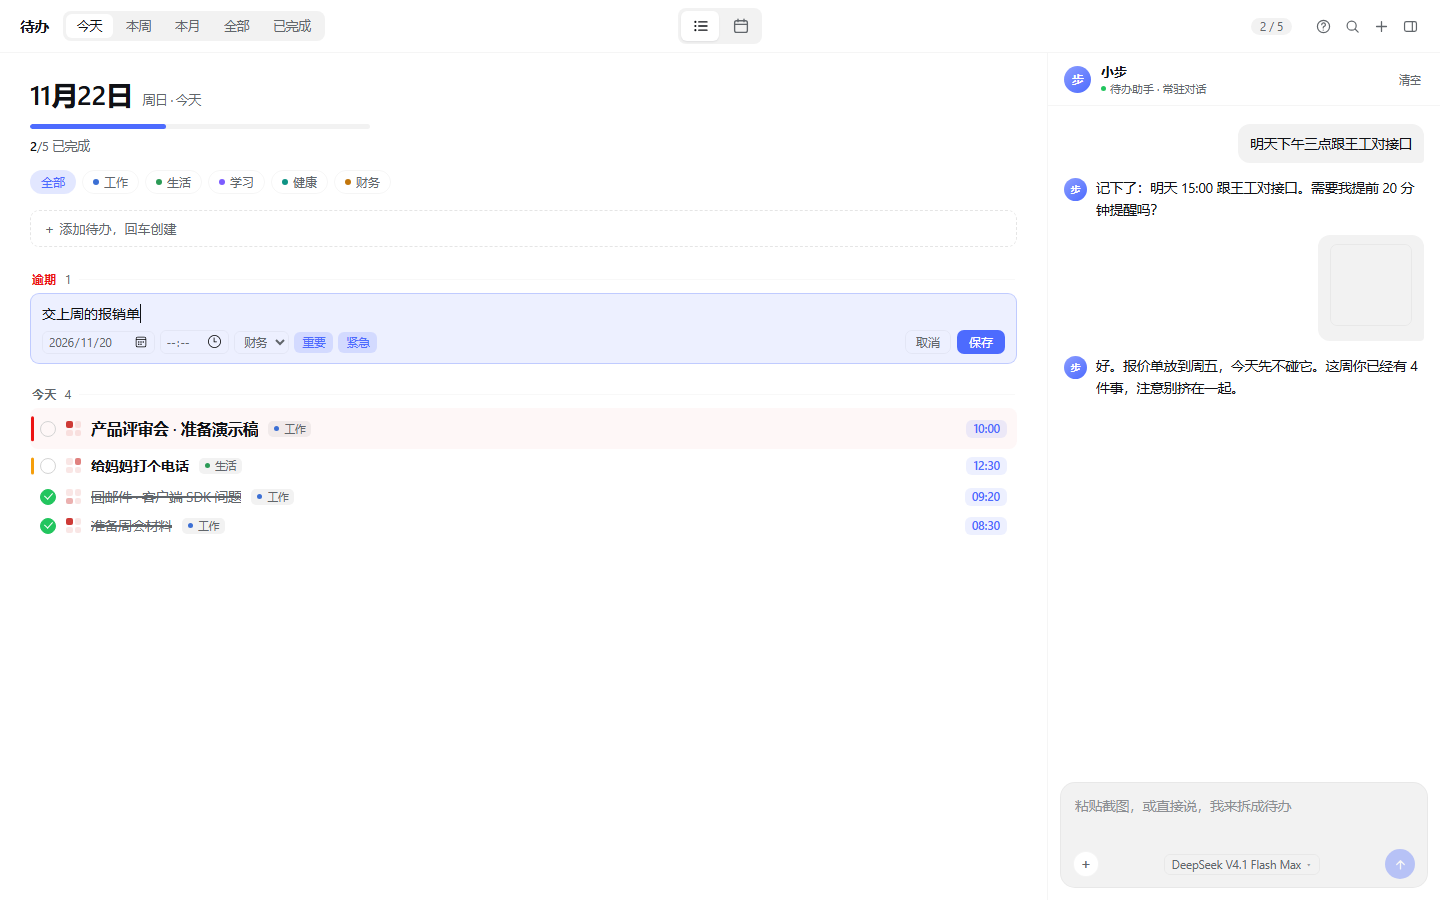 待办 今天 本周 本月 全部 已完成
2 / 5
11月22日 周日 · 今天
2/5 已完成
全部 工作 生活 学习 健康 财务
+ 添加待办，回车创建
逾期 1
交上周的报销单
2026/11/20 --:-- 财务 重要 紧急 取消 保存
今天 4
产品评审会 · 准备演示稿 工作 10:00
给妈妈打个电话 生活 12:30
回邮件 · 客户端 SDK 问题 工作 09:20
准备周会材料 工作 08:30
步 小步
待办助手 · 常驻对话
清空
明天下午三点跟王工对接口
步 记下了：明天 15:00 跟王工对接口。需要我提前 20 分
钟提醒吗？
步 好。报价单放到周五，今天先不碰它。这周你已经有 4
件事，注意别挤在一起。
粘贴截图，或直接说，我来拆成待办
+ DeepSeek V4.1 Flash Max